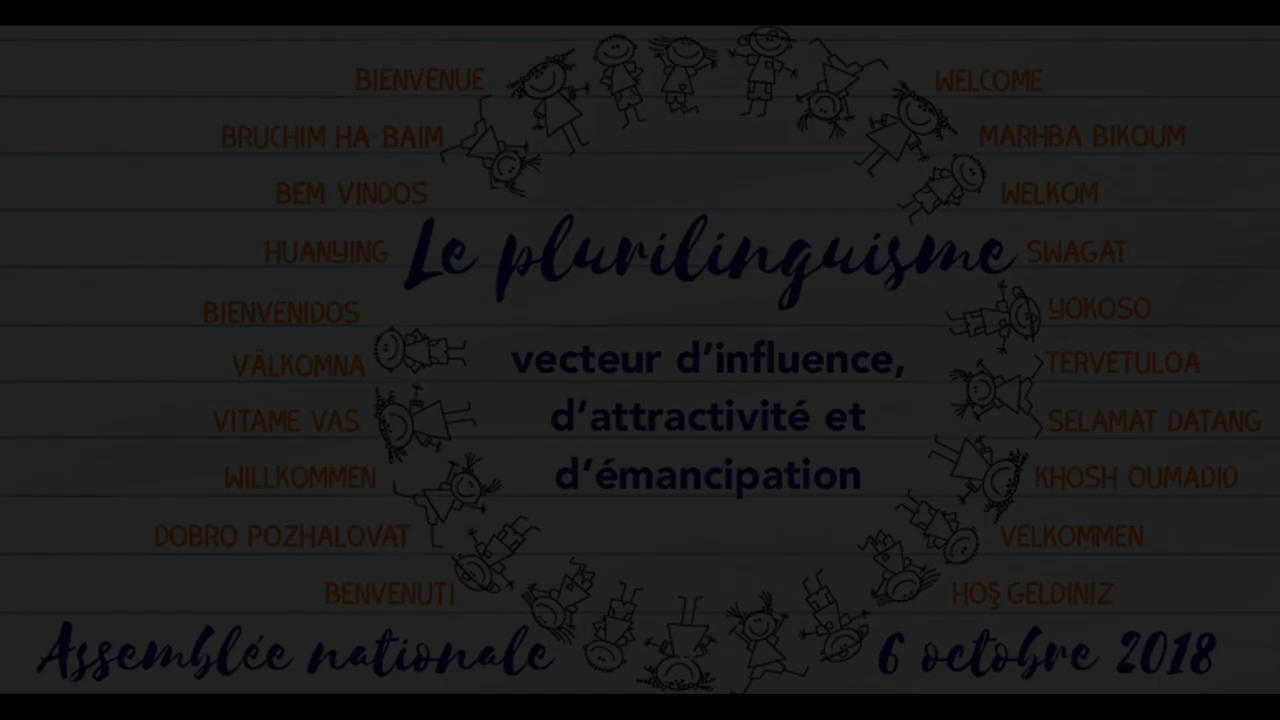 BIENVENUE
WELCOME
BRUCHIM HA BAIM
MARHBA BIKOUM
BEM VINDOS
WELKOM
HUANYING
Le plurilinguisme
SWAGAT
BIENVENIDOS
YOKOSO
VÄLKOMNA
vecteur d'influence,
TERVETULOA
VITAME VAS
d'attractivité et
SELAMAT DATANG
WILLKOMMEN
d'émancipation
KHOSH OUMADID
DOBRO POZHALOVAT
VELKOMMEN
BENVENUTI
HOŞ GELDINIZ
Assemblée nationale
6 octobre 2018